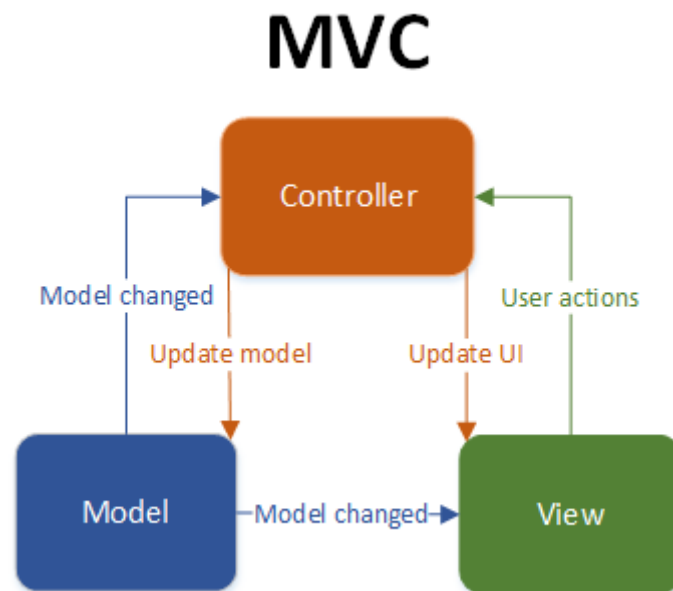 MVC
Controller
Model changed
User actions
Update model
Update UI
Model
Model changed
View